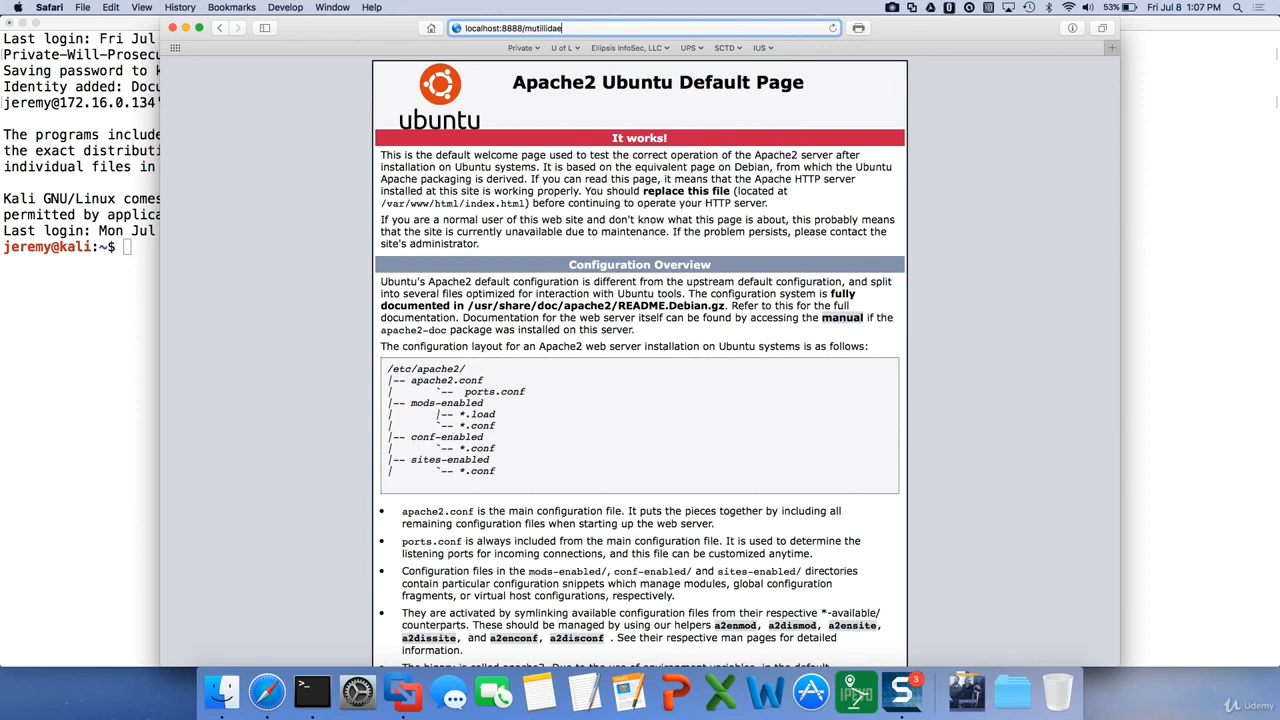 Safari File Edit View History Bookmarks Develop Window Help
53% Fri Jul 8 1:07 PM
localhost:8888/mutillidae
Private U of L Ellipsis InfoSec, LLC UPS SCTD IUS
Last login: Fri Jul
Private-Will-Prosec
Saving password to k
Identity added: Docu
jeremy@172.16.0.134'
The programs include
the exact distributi
individual files in
Kali GNU/Linux comes
permitted by applica
Last login: Mon Jul
jeremy@kali:~$
ubuntu
Apache2 Ubuntu Default Page
It works!
This is the default welcome page used to test the correct operation of the Apache2 server after
installation on Ubuntu systems. It is based on the equivalent page on Debian, from which the Ubuntu
Apache packaging is derived. If you can read this page, it means that the Apache HTTP server
installed at this site is working properly. You should replace this file (located at
/var/www/html/index.html) before continuing to operate your HTTP server.
If you are a normal user of this web site and don't know what this page is about, this probably means
that the site is currently unavailable due to maintenance. If the problem persists, please contact the
site's administrator.
Configuration Overview
Ubuntu's Apache2 default configuration is different from the upstream default configuration, and split
into several files optimized for interaction with Ubuntu tools. The configuration system is fully
documented in /usr/share/doc/apache2/README.Debian.gz. Refer to this for the full
documentation. Documentation for the web server itself can be found by accessing the manual if the
apache2-doc package was installed on this server.
The configuration layout for an Apache2 web server installation on Ubuntu systems is as follows:
/etc/apache2/
|-- apache2.conf
|       `--  ports.conf
|-- mods-enabled
|       |-- *.load
|       `-- *.conf
|-- conf-enabled
|       `-- *.conf
|-- sites-enabled
|       `-- *.conf
• apache2.conf is the main configuration file. It puts the pieces together by including all
remaining configuration files when starting up the web server.
• ports.conf is always included from the main configuration file. It is used to determine the
listening ports for incoming connections, and this file can be customized anytime.
• Configuration files in the mods-enabled/, conf-enabled/ and sites-enabled/ directories
contain particular configuration snippets which manage modules, global configuration
fragments, or virtual host configurations, respectively.
• They are activated by symlinking available configuration files from their respective *-available/
counterparts. These should be managed by using our helpers a2enmod, a2dismod, a2ensite,
a2dissite, and a2enconf, a2disconf . See their respective man pages for detailed
information.
The binary is called apache2. Due to the use of environment variables, in the default
3
Udemy